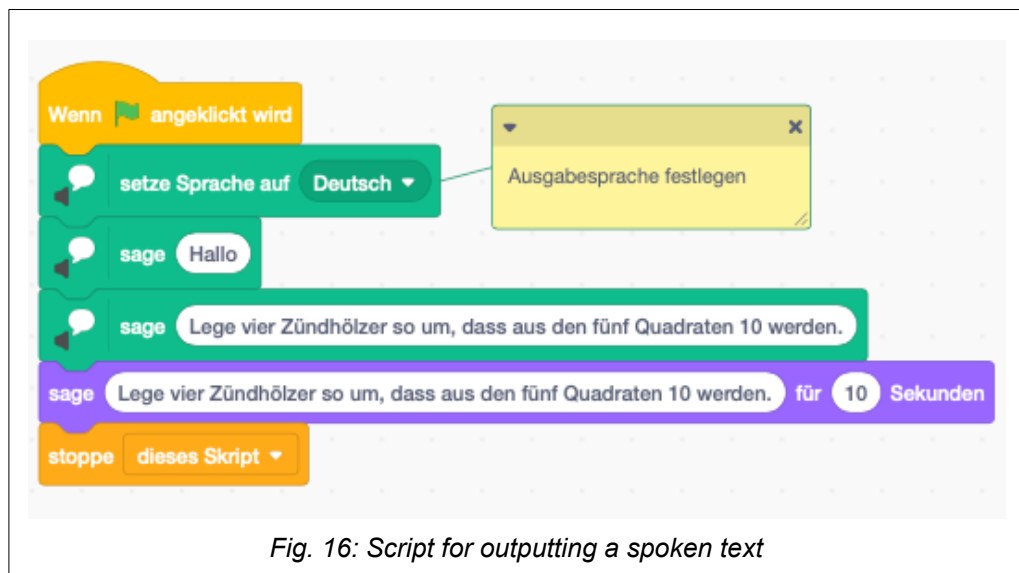 Wenn angeklickt wird
setze Sprache auf Deutsch
Ausgabesprache festlegen
sage Hallo
sage Lege vier Zündhölzer so um, dass aus den fünf Quadraten 10 werden.
sage Lege vier Zündhölzer so um, dass aus den fünf Quadraten 10 werden. für 10 Sekunden
stoppe dieses Skript
Fig. 16: Script for outputting a spoken text